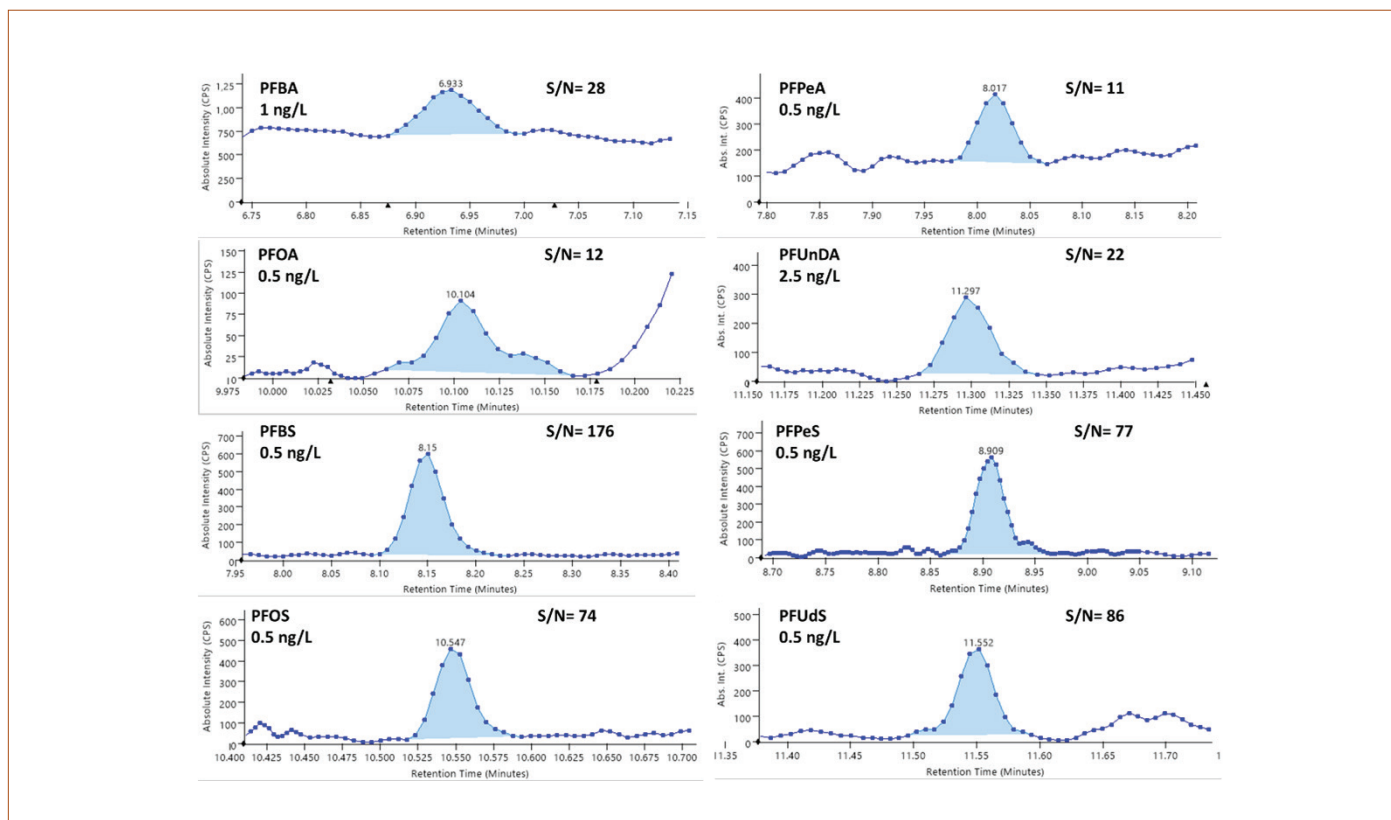 PFBA
1 ng/L
S/N= 28
6.933
Absolute Intensity (CPS)
1,25
1,00
750
500
250
0
6.75 6.80 6.85 6.90 6.95 7.00 7.05 7.10 7.15
Retention Time (Minutes)
PFPeA
0.5 ng/L
S/N= 11
8.017
Abs. Int. (CPS)
400
300
200
100
0
7.80 7.85 7.90 7.95 8.00 8.05 8.10 8.15 8.20
Retention Time (Minutes)
PFOA
0.5 ng/L
S/N= 12
10.104
Absolute Intensity (CPS)
150
125
100
75
50
25
0
9.975 10.000 10.025 10.050 10.075 10.100 10.125 10.150 10.175 10.200 10.225
Retention Time (Minutes)
PFUnDA
2.5 ng/L
S/N= 22
11.297
Abs. Int. (CPS)
400
300
200
100
0
11.150 11.175 11.200 11.225 11.250 11.275 11.300 11.325 11.350 11.375 11.400 11.425 11.450
Retention Time (Minutes)
PFBS
0.5 ng/L
S/N= 176
8.15
Absolute Intensity (CPS)
700
600
500
400
300
200
100
0
7.95 8.00 8.05 8.10 8.15 8.20 8.25 8.30 8.35 8.40
Retention Time (Minutes)
PFPeS
0.5 ng/L
S/N= 77
8.909
Absolute Intensity (CPS)
700
600
500
400
300
200
100
0
8.70 8.75 8.80 8.85 8.90 8.95 9.00 9.05 9.10
Retention Time (Minutes)
PFOS
0.5 ng/L
S/N= 74
10.547
Absolute Intensity (CPS)
600
500
400
300
200
100
0
10.400 10.425 10.450 10.475 10.500 10.525 10.550 10.575 10.600 10.625 10.650 10.675 10.700
Retention Time (Minutes)
PFUdS
0.5 ng/L
S/N= 86
11.552
Abs. Int. (CPS)
500
400
300
200
100
0
11.35 11.40 11.45 11.50 11.55 11.60 11.65 11.70 1
Retention Time (Minutes)